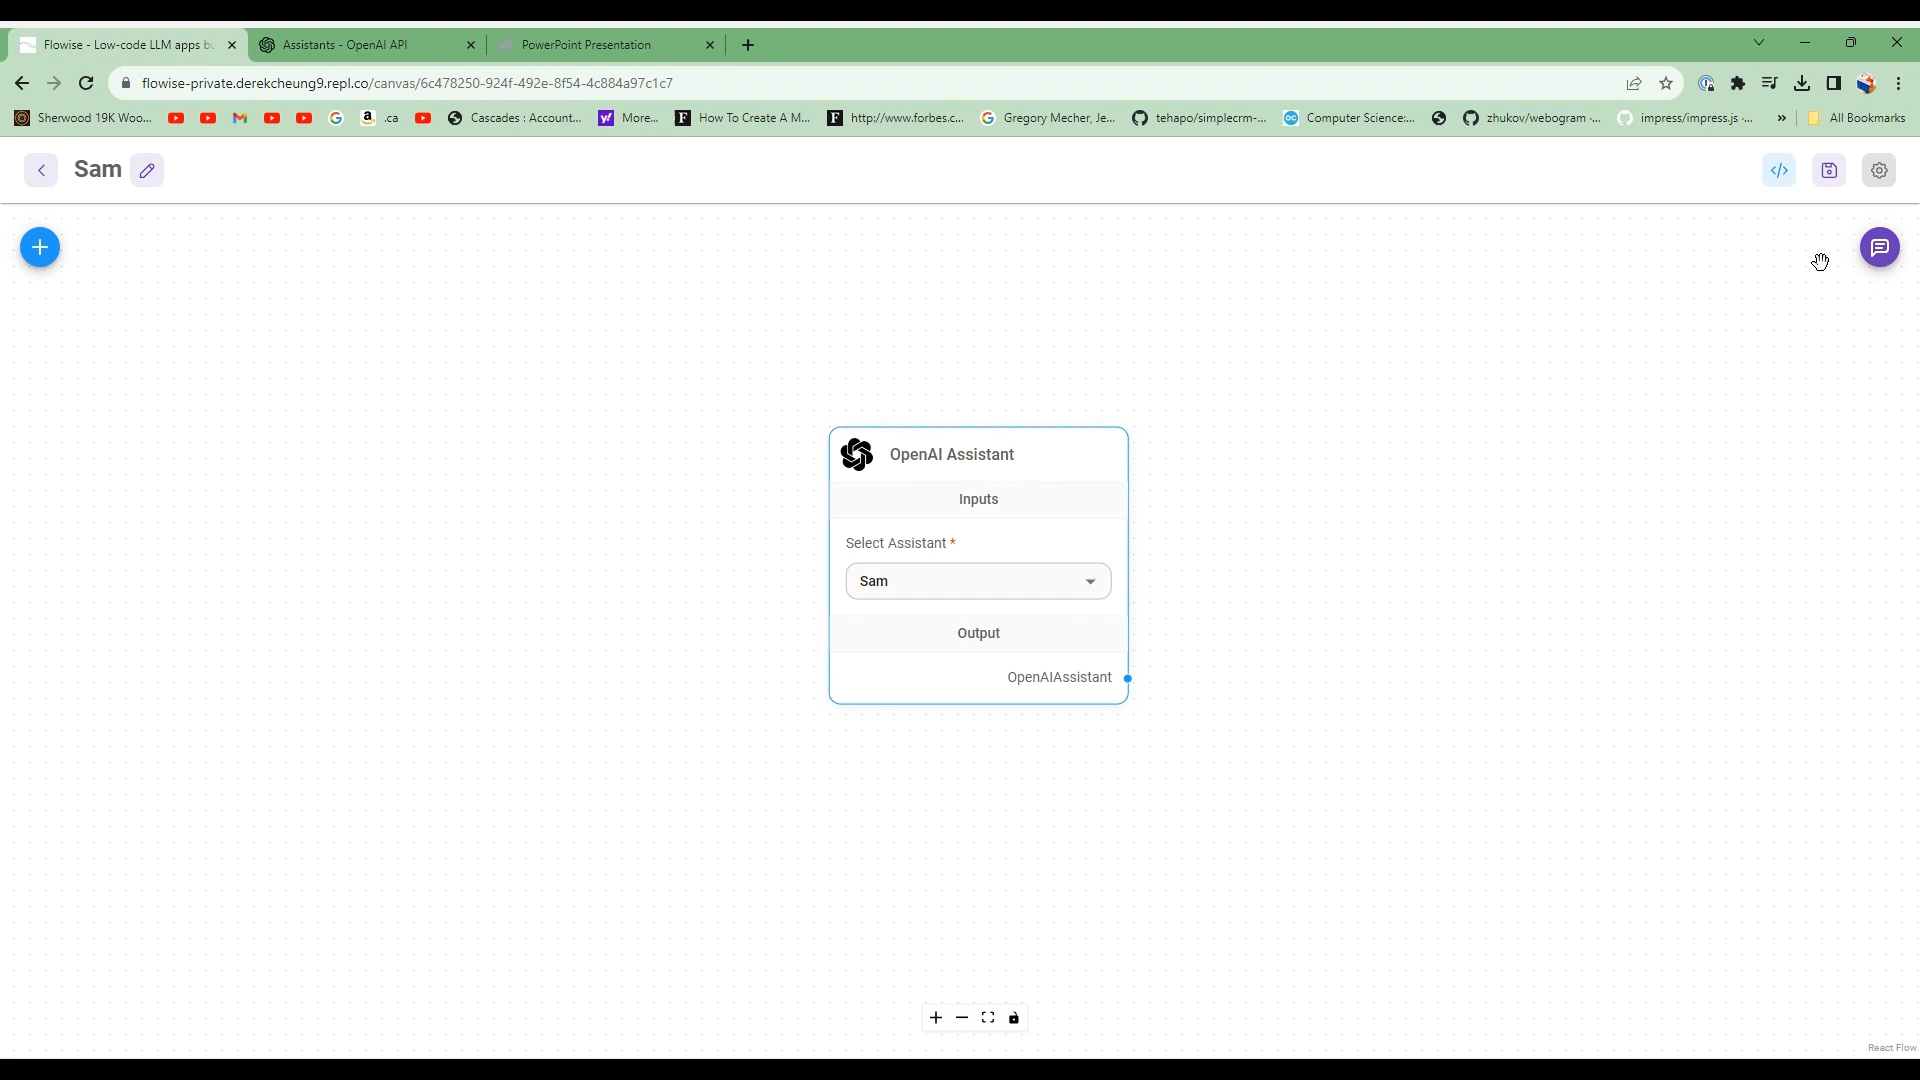 Flowise - Low-code LLM apps bu
Assistants - OpenAI API
PowerPoint Presentation
flowise-private.derekcheung9.repl.co/canvas/6c478250-924f-492e-8f54-4c884a97c1c7
Sherwood 19K Woo...
.ca
Cascades : Account...
More...
How To Create A M...
http://www.forbes.c...
Gregory Mecher, Je...
tehapo/simplecrm-...
Computer Science:...
zhukov/webogram -...
impress/impress.js -...
»
All Bookmarks
Sam
OpenAI Assistant
Inputs
Select Assistant *
Sam
Output
OpenAIAssistant
React Flow